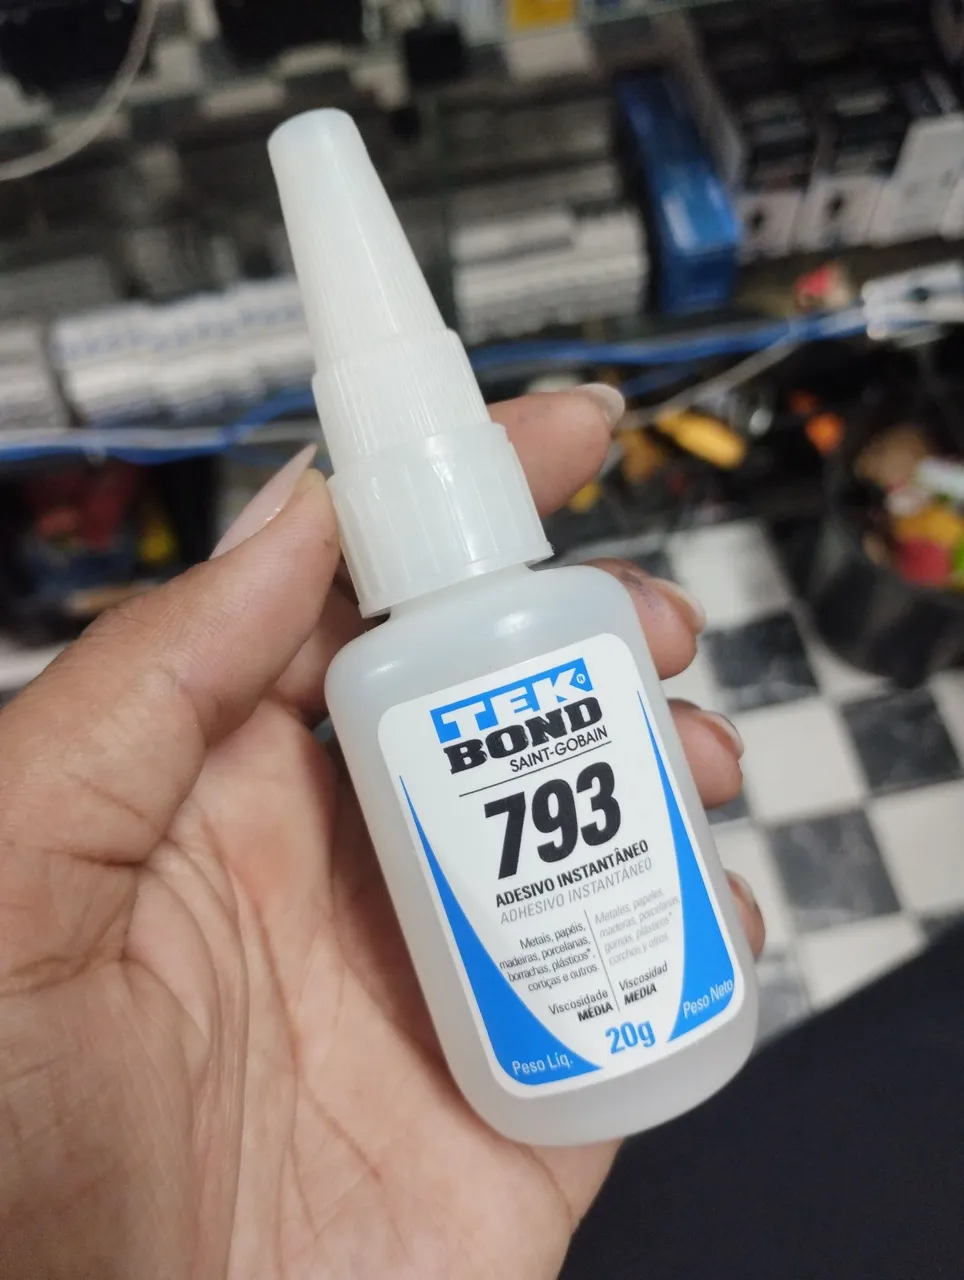 TEK®
BOND
SAINT-GOBAIN
793
ADESIVO INSTANTÂNEO
ADHESIVO INSTANTÁNEO
Metais, papéis,
madeiras, porcelanas,
borrachas, plásticos*,
cortiças e outros.
Viscosidade
MÉDIA
Metales, papeles,
maderas, porcelanas,
gomas, plásticos*,
corchos y otros.
Viscosidad
MEDIA
Peso Líq.
20g
Peso Neto